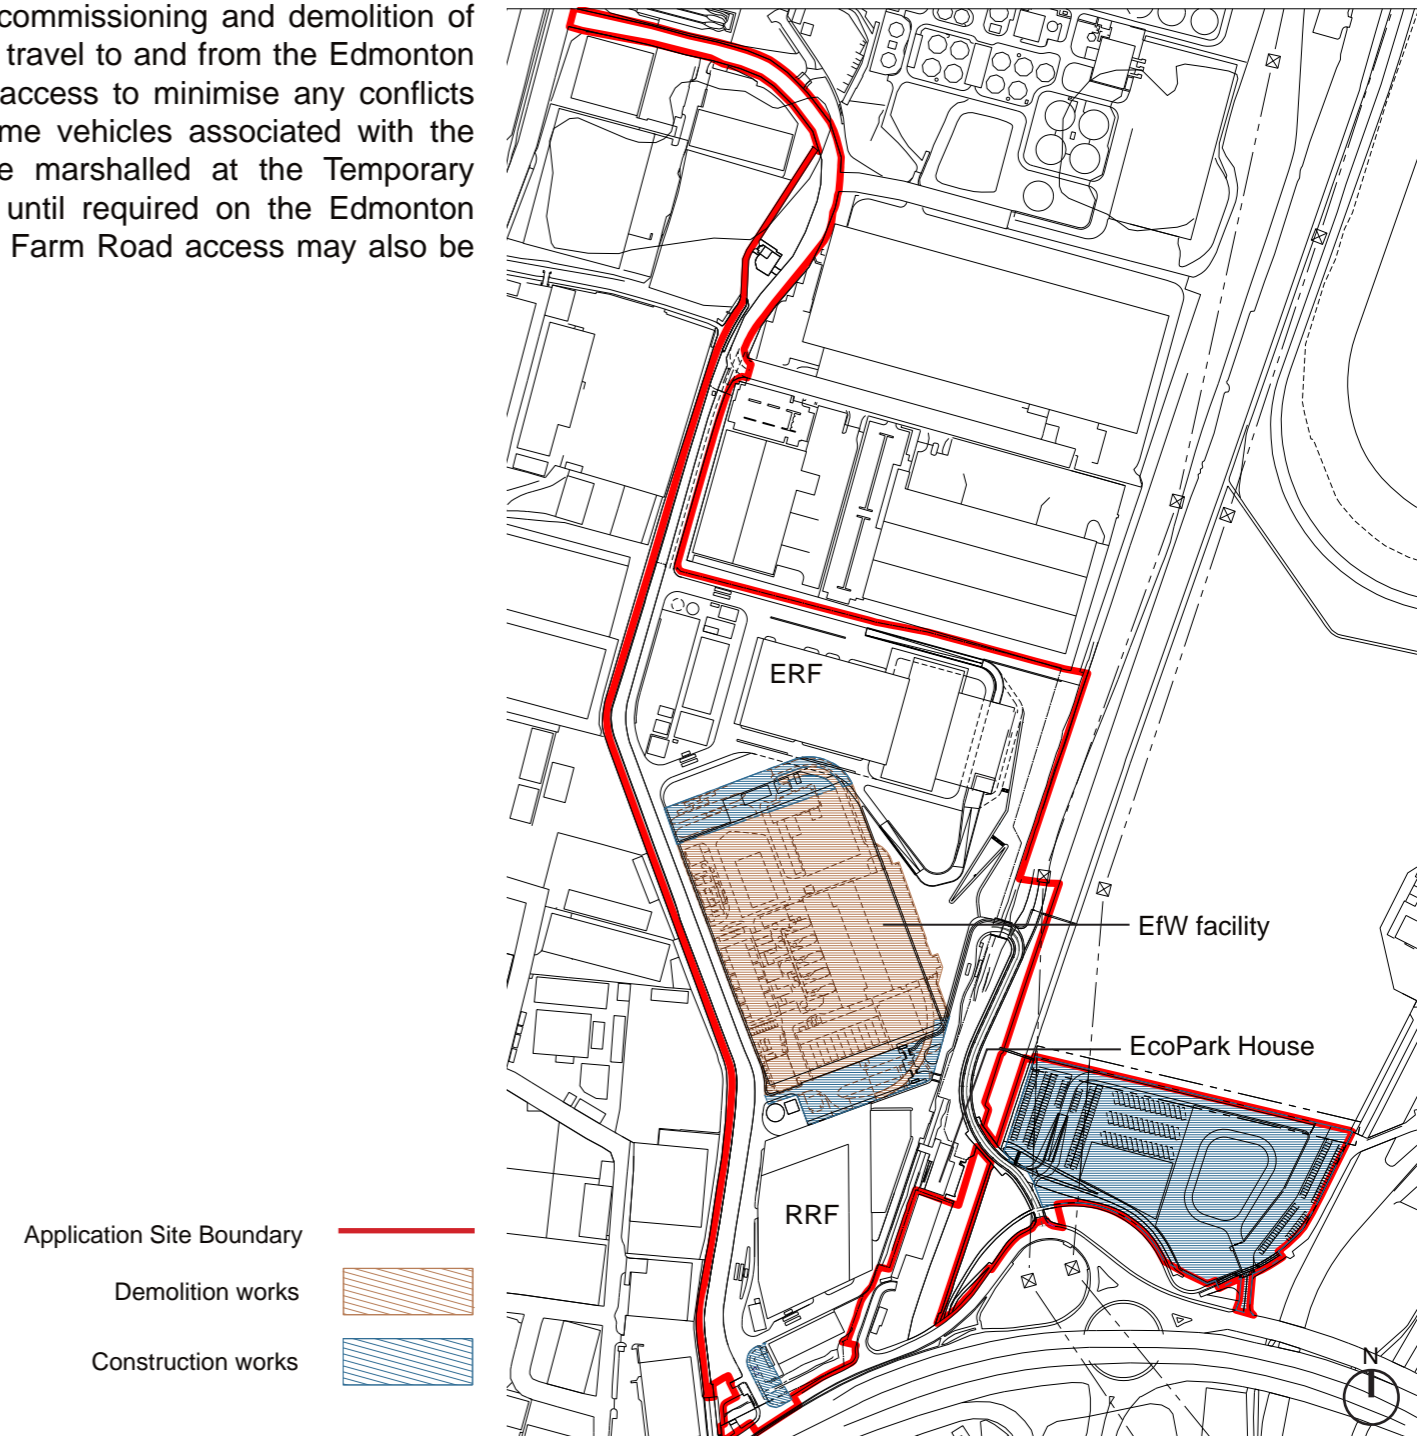 commissioning and demolition of
travel to and from the Edmonton
access to minimise any conflicts
me vehicles associated with the
e marshalled at the Temporary
until required on the Edmonton
Farm Road access may also be
ERF
EfW facility
EcoPark House
RRF
Application Site Boundary
Demolition works
Construction works
N